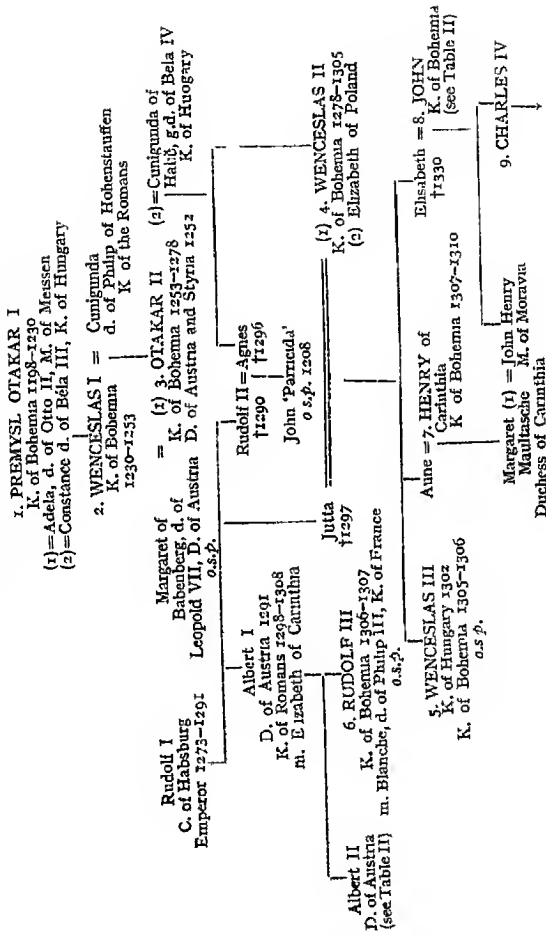 1. PREMYSL OTAKAR I
K. of Bohemia 1198-1230
(1)=Adela, d. of Otto II, M. of Meissen
(2)=Constance d. of Béla III, K. of Hungary
2. WENCESLAS I =
K. of Bohemia
1230-1253
Cunigunda
d. of Philip of Hohenstauffen
K of the Romans
Rudolf I
C. of Habsburg
Emperor 1273-1291
Margaret of
Babenberg, d. of
Leopold VII, D. of Austria
o.s.p.
= (1) 3. OTAKAR II
K. of Bohemia 1253-1278
D. of Austria and Styria 1252
(2)=Cunigunda of
Halič, g.d. of Bela IV
K. of Hungary
Albert I
D. of Austria 1291
K. of Romans 1298-1308
m. Elizabeth of Carinthia
Jutta
†1297
Rudolf II = Agnes
†1290 †1296
John 'Parricida'
o.s.p. 1208
(1) 4. WENCESLAS II
K. of Bohemia 1278-1305
(2) Elizabeth of Poland
Albert II
D. of Austria
(see Table II)
6. RUDOLF III
K. of Bohemia 1306-1307
m. Blanche, d. of Philip III, K. of France
o.s.p.
5. WENCESLAS III
K. of Hungary 1302
K. of Bohemia 1305-1306
o.s p.
Anne = 7. HENRY of
Carinthia
K of Bohemia 1307-1310
Elisabeth = 8. JOHN
†1330 K. of Bohemia
(see Table II)
Margaret (1) = John Henry
Maultasche M. of Moravia
Duchess of Carinthia
9. CHARLES IV